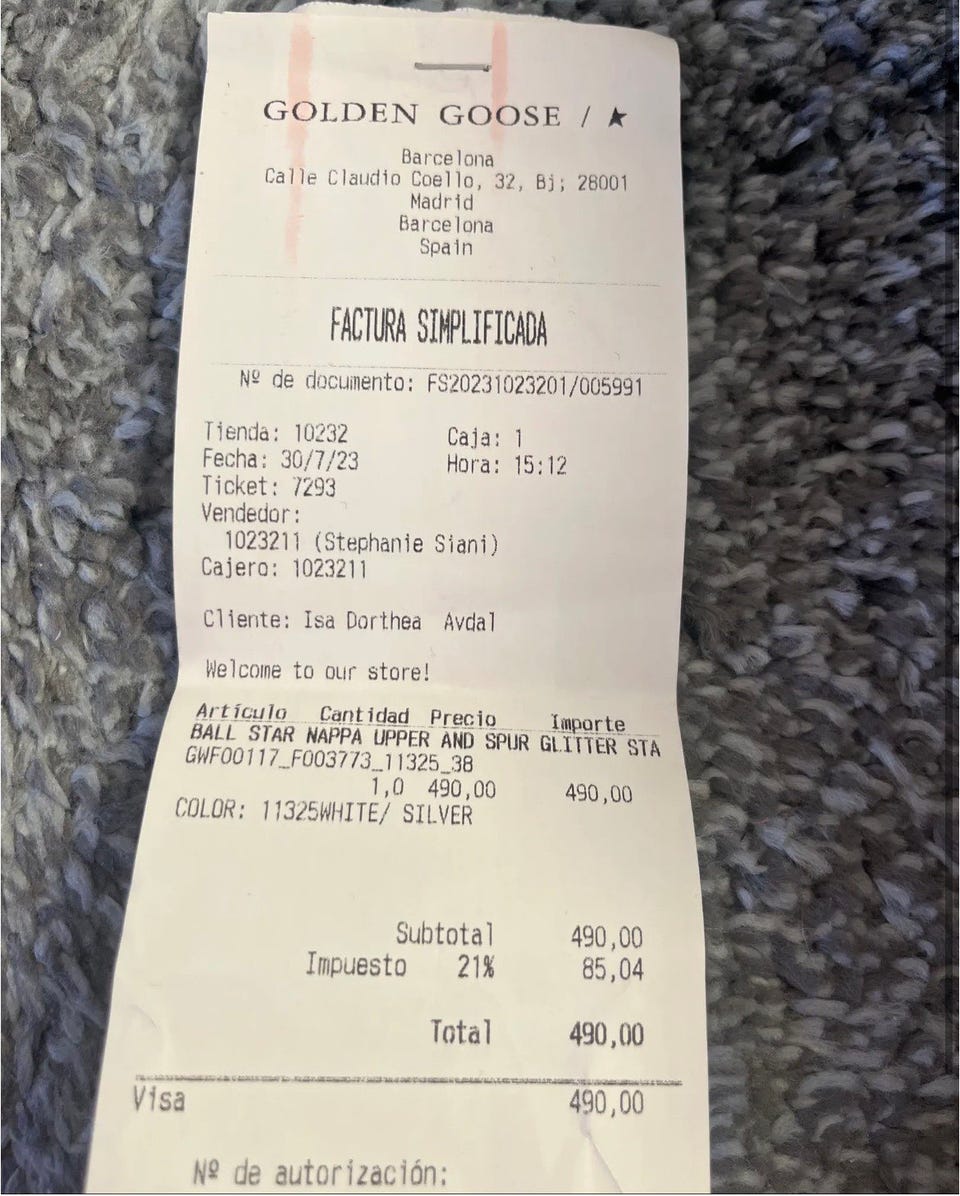 GOLDEN GOOSE / ★
Barcelona
Calle Claudio Coello, 32, Bj; 28001
Madrid
Barcelona
Spain
FACTURA SIMPLIFICADA
Nº de documento: FS20231023201/005991
Tienda: 10232 Caja: 1
Fecha: 30/7/23 Hora: 15:12
Ticket: 7293
Vendedor:
1023211 (Stephanie Siani)
Cajero: 1023211
Cliente: Isa Dorthea Avdal
Welcome to our store!
Artículo Cantidad Precio Importe
BALL STAR NAPPA UPPER AND SPUR GLITTER STA
GWF00117_F003773_11325_38
1,0 490,00 490,00
COLOR: 11325WHITE/ SILVER
Subtotal 490,00
Impuesto 21% 85,04
Total 490,00
Visa 490,00
Nº de autorización: